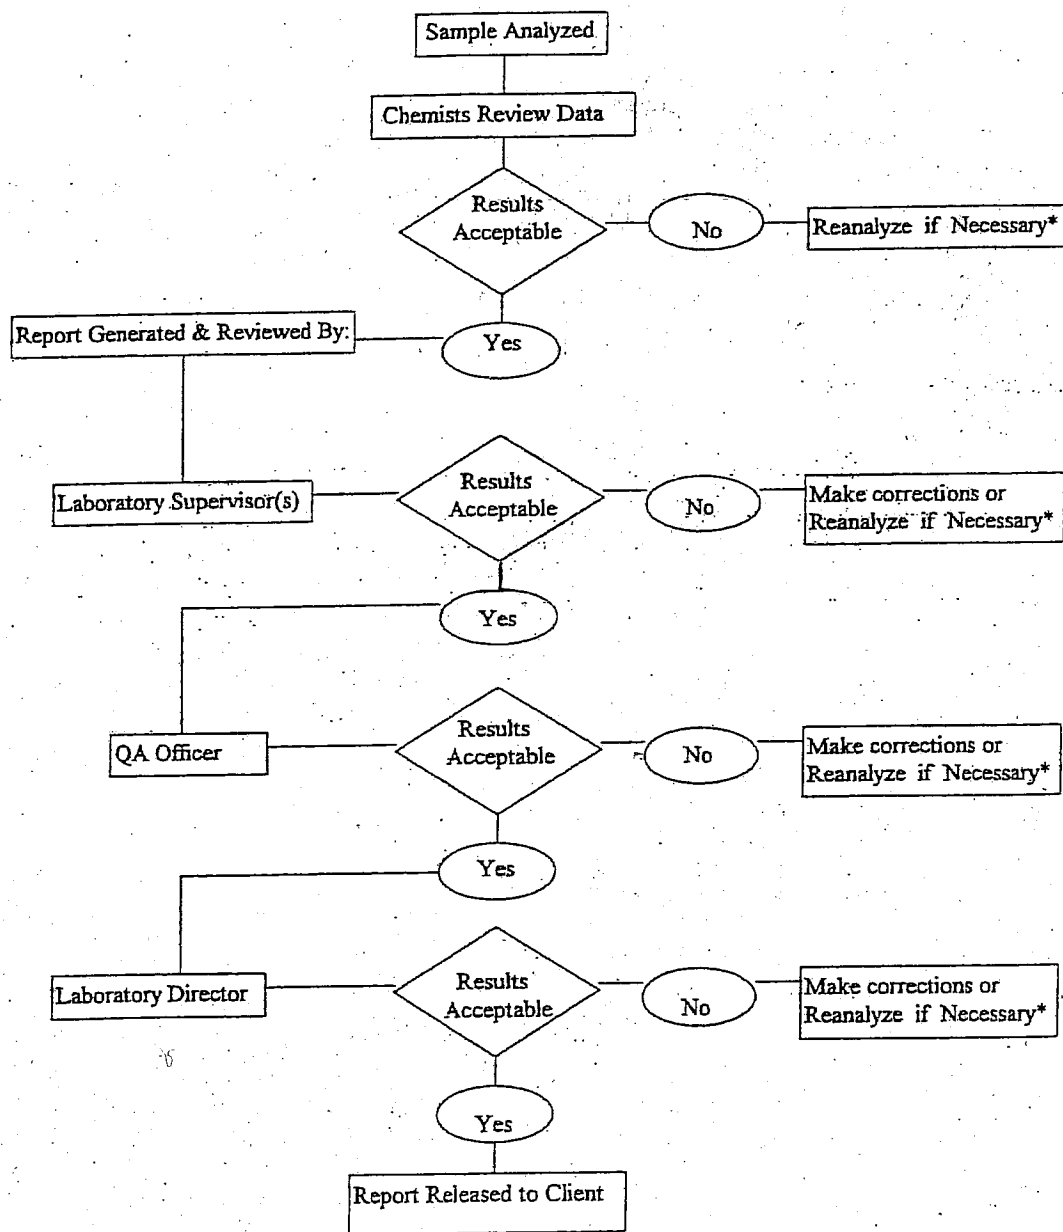 Sample Analyzed
Chemists Review Data
Results
Acceptable
No
Reanalyze if Necessary*
Yes
Report Generated & Reviewed By:
Laboratory Supervisor(s)
Results
Acceptable
No
Make corrections or
Reanalyze if Necessary*
Yes
QA Officer
Results
Acceptable
No
Make corrections or
Reanalyze if Necessary*
Yes
Laboratory Director
Results
Acceptable
No
Make corrections or
Reanalyze if Necessary*
Yes
Report Released to Client